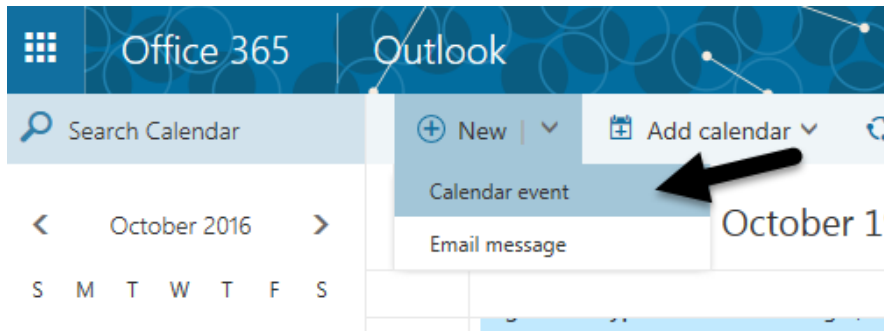 Office 365 Outlook
Search Calendar New Add calendar
Calendar event
October 2016 October 1
Email message
S M T W T F S